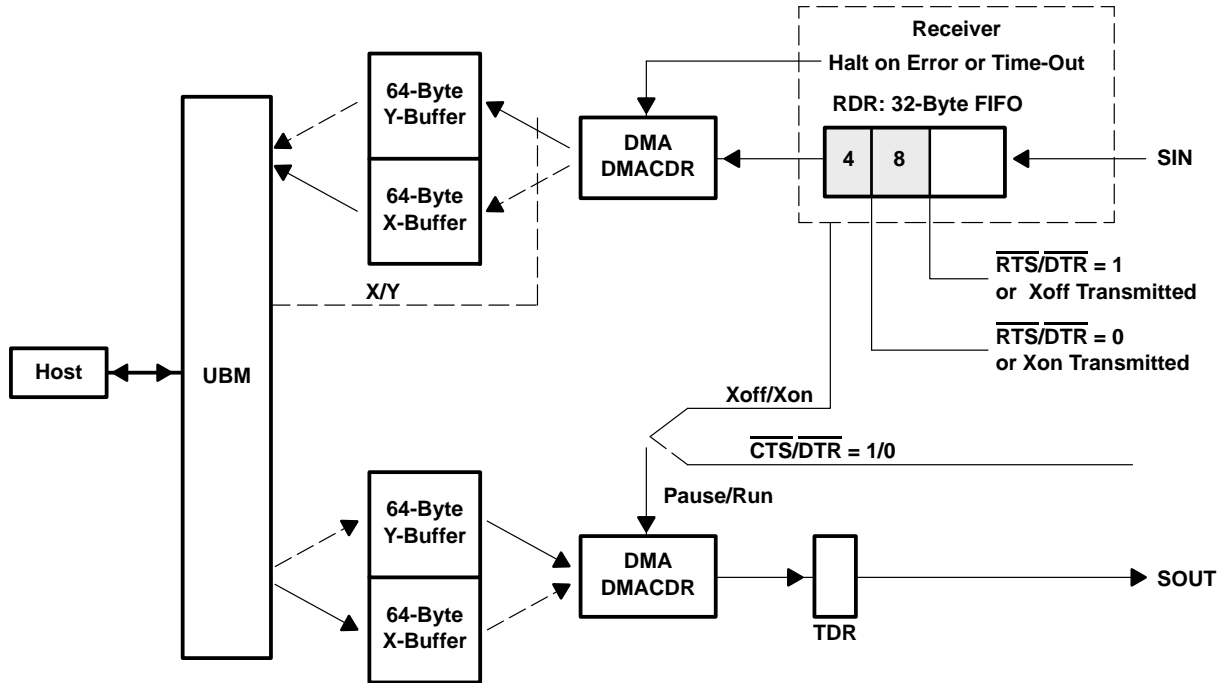 Receiver
Halt on Error or Time-Out
RDR: 32-Byte FIFO
4
8
SIN
64-Byte
Y-Buffer
64-Byte
X-Buffer
DMA
DMACDR
X/Y
RTS/DTR = 1
or Xoff Transmitted
RTS/DTR = 0
or Xon Transmitted
Host
UBM
Xoff/Xon
CTS/DTR = 1/0
Pause/Run
64-Byte
Y-Buffer
64-Byte
X-Buffer
DMA
DMACDR
TDR
SOUT